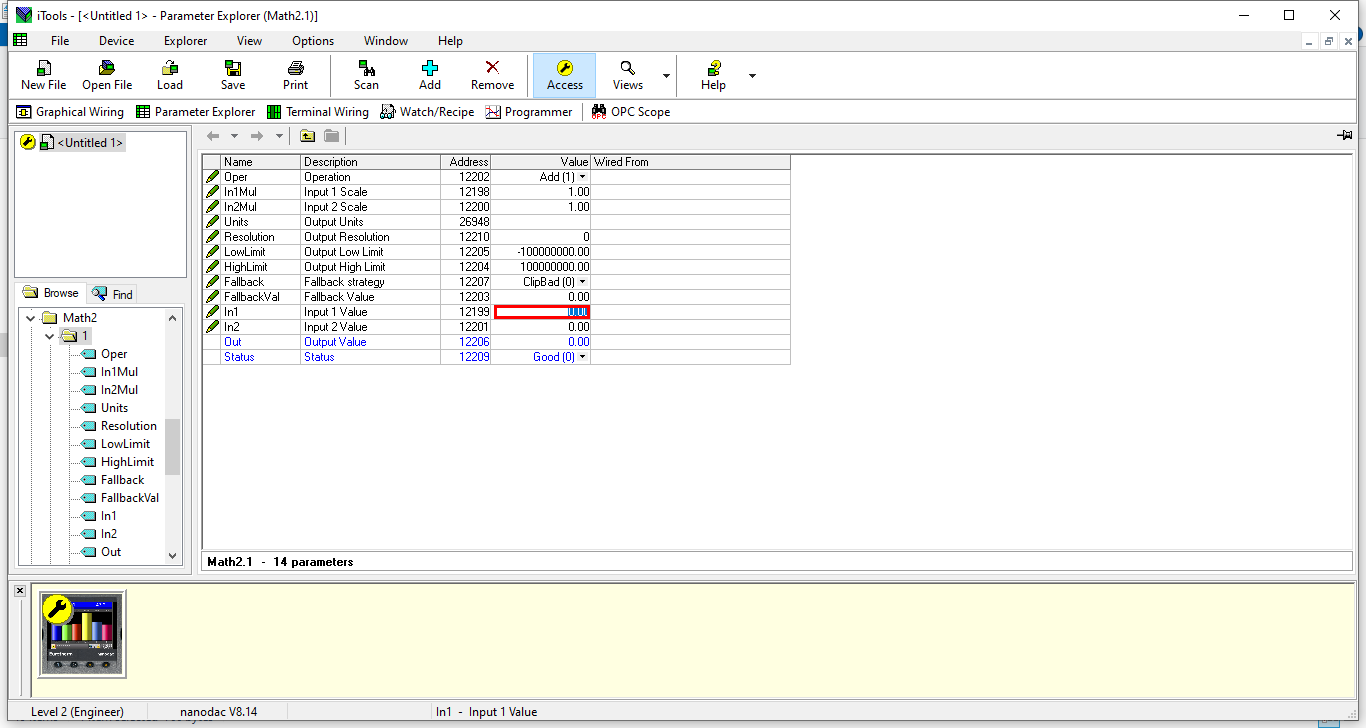 iTools - [<Untitled 1> - Parameter Explorer (Math2.1)]
File Device Explorer View Options Window Help
New File Open File Load Save Print Scan Add Remove Access Views Help
Graphical Wiring Parameter Explorer Terminal Wiring Watch/Recipe Programmer OPC Scope
<Untitled 1>
Browse Find
Math2
1
Oper
In1Mul
In2Mul
Units
Resolution
LowLimit
HighLimit
Fallback
FallbackVal
In1
In2
Out
Name Description Address Value Wired From
Oper Operation 12202 Add (1)
In1Mul Input 1 Scale 12198 1.00
In2Mul Input 2 Scale 12200 1.00
Units Output Units 26948
Resolution Output Resolution 12210 0
LowLimit Output Low Limit 12205 -100000000.00
HighLimit Output High Limit 12204 100000000.00
Fallback Fallback strategy 12207 ClipBad (0)
FallbackVal Fallback Value 12203 0.00
In1 Input 1 Value 12199 0.00
In2 Input 2 Value 12201 0.00
Out Output Value 12206 0.00
Status Status 12209 Good (0)
Math2.1 - 14 parameters
Level 2 (Engineer) nanodac V8.14 In1 - Input 1 Value